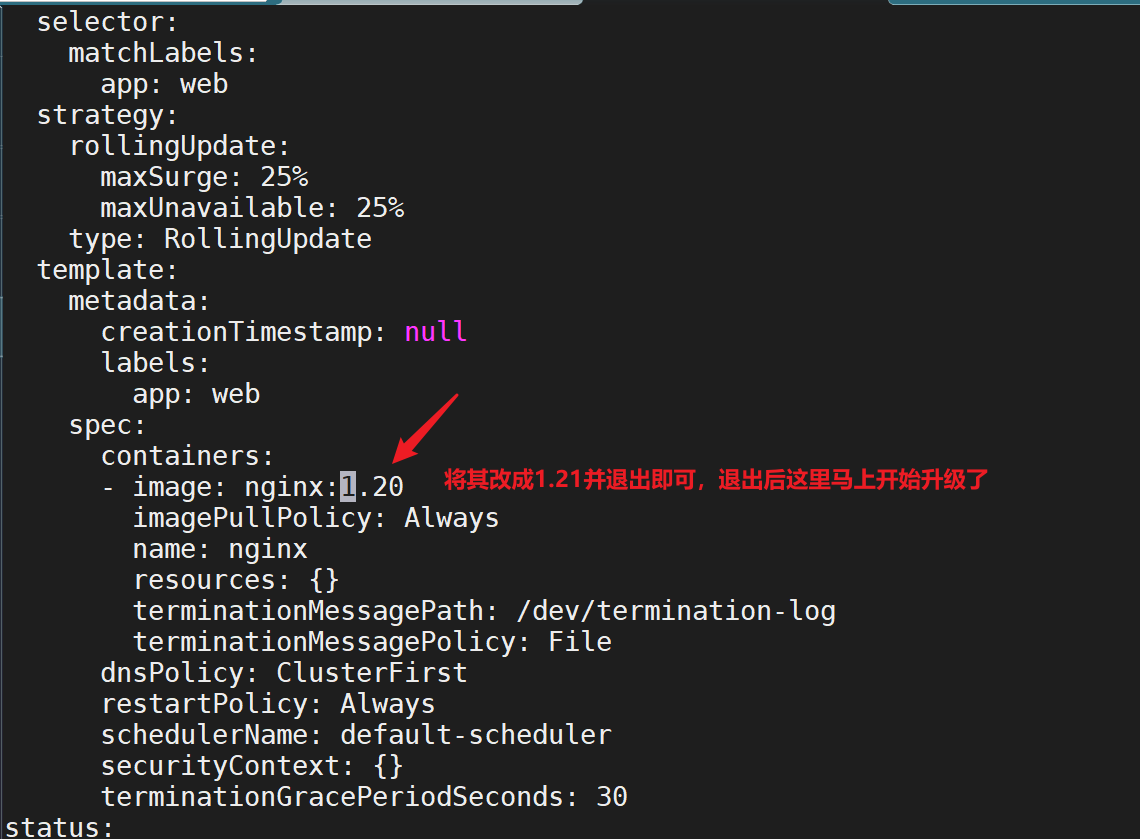 selector:
matchLabels:
app: web
strategy:
rollingUpdate:
maxSurge: 25%
maxUnavailable: 25%
type: RollingUpdate
template:
metadata:
creationTimestamp: null
labels:
app: web
spec:
containers:
- image: nginx:1.20
将其改成1.21并退出即可，退出后这里马上开始升级了
imagePullPolicy: Always
name: nginx
resources: {}
terminationMessagePath: /dev/termination-log
terminationMessagePolicy: File
dnsPolicy: ClusterFirst
restartPolicy: Always
schedulerName: default-scheduler
securityContext: {}
terminationGracePeriodSeconds: 30
status: